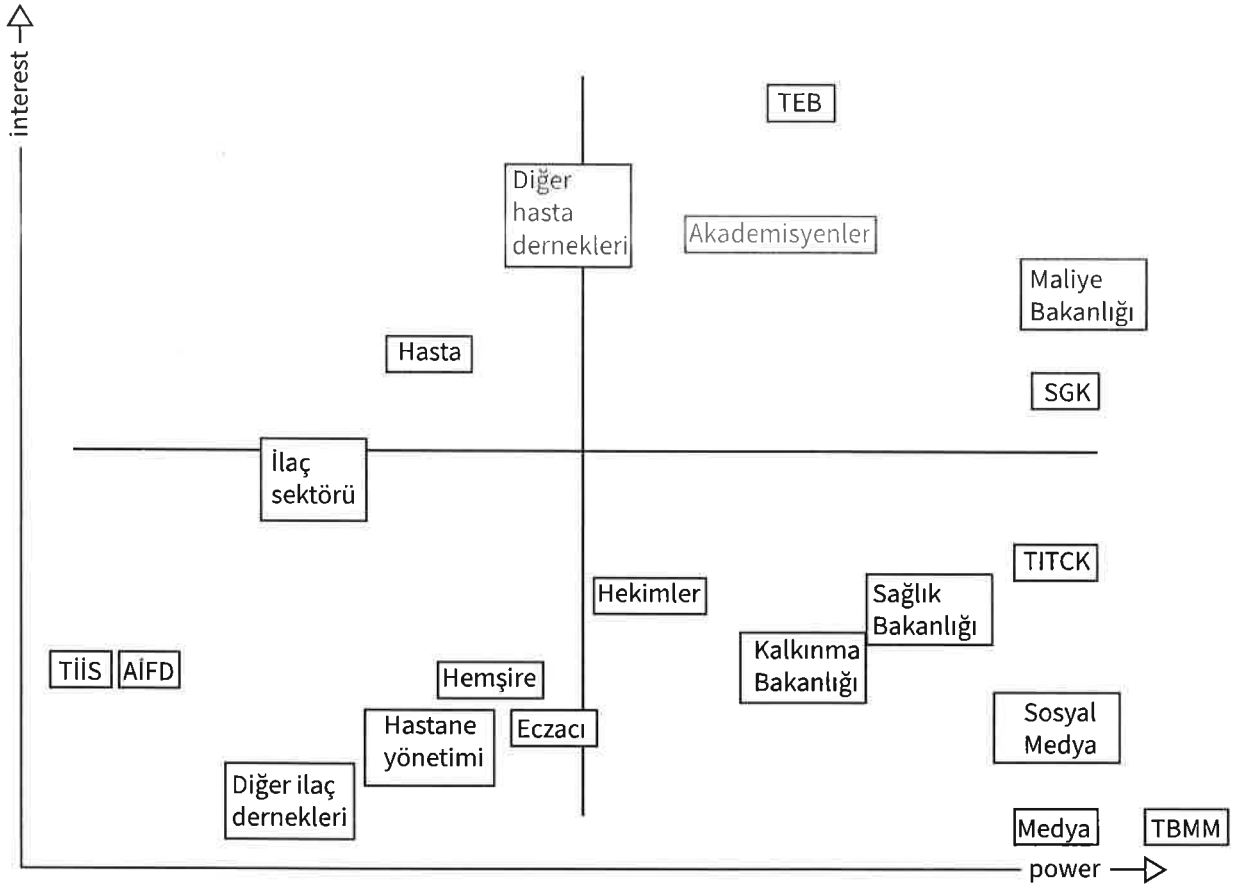 interest
TEB
Diğer
hasta
dernekleri
Akademisyenler
Maliye
Bakanlığı
Hasta
SGK
İlaç
sektörü
TITCK
Hekimler
Sağlık
Bakanlığı
Kalkınma
Bakanlığı
TİİS
AİFD
Hemşire
Hastane
yönetimi
Eczacı
Sosyal
Medya
Diğer ilaç
dernekleri
Medya
TBMM
power